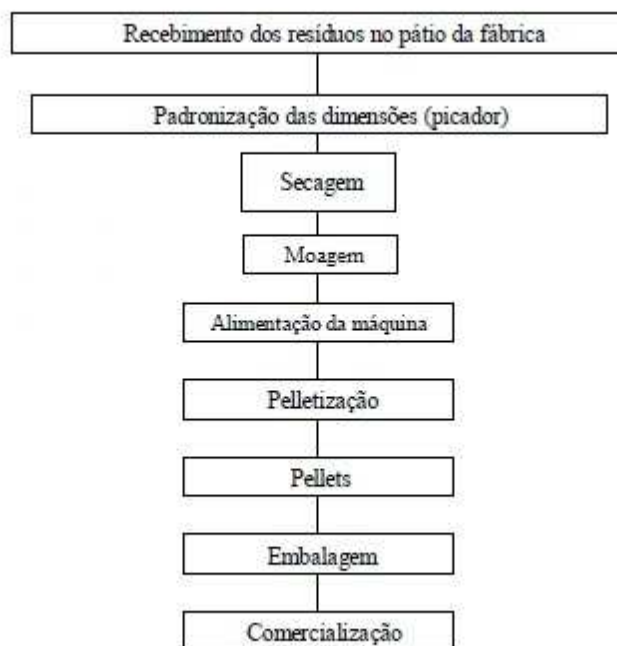 Recebimento dos resíduos no pátio da fábrica
Padronização das dimensões (picador)
Secagem
Moagem
Alimentação da máquina
Pelletização
Pellets
Embalagem
Comercialização